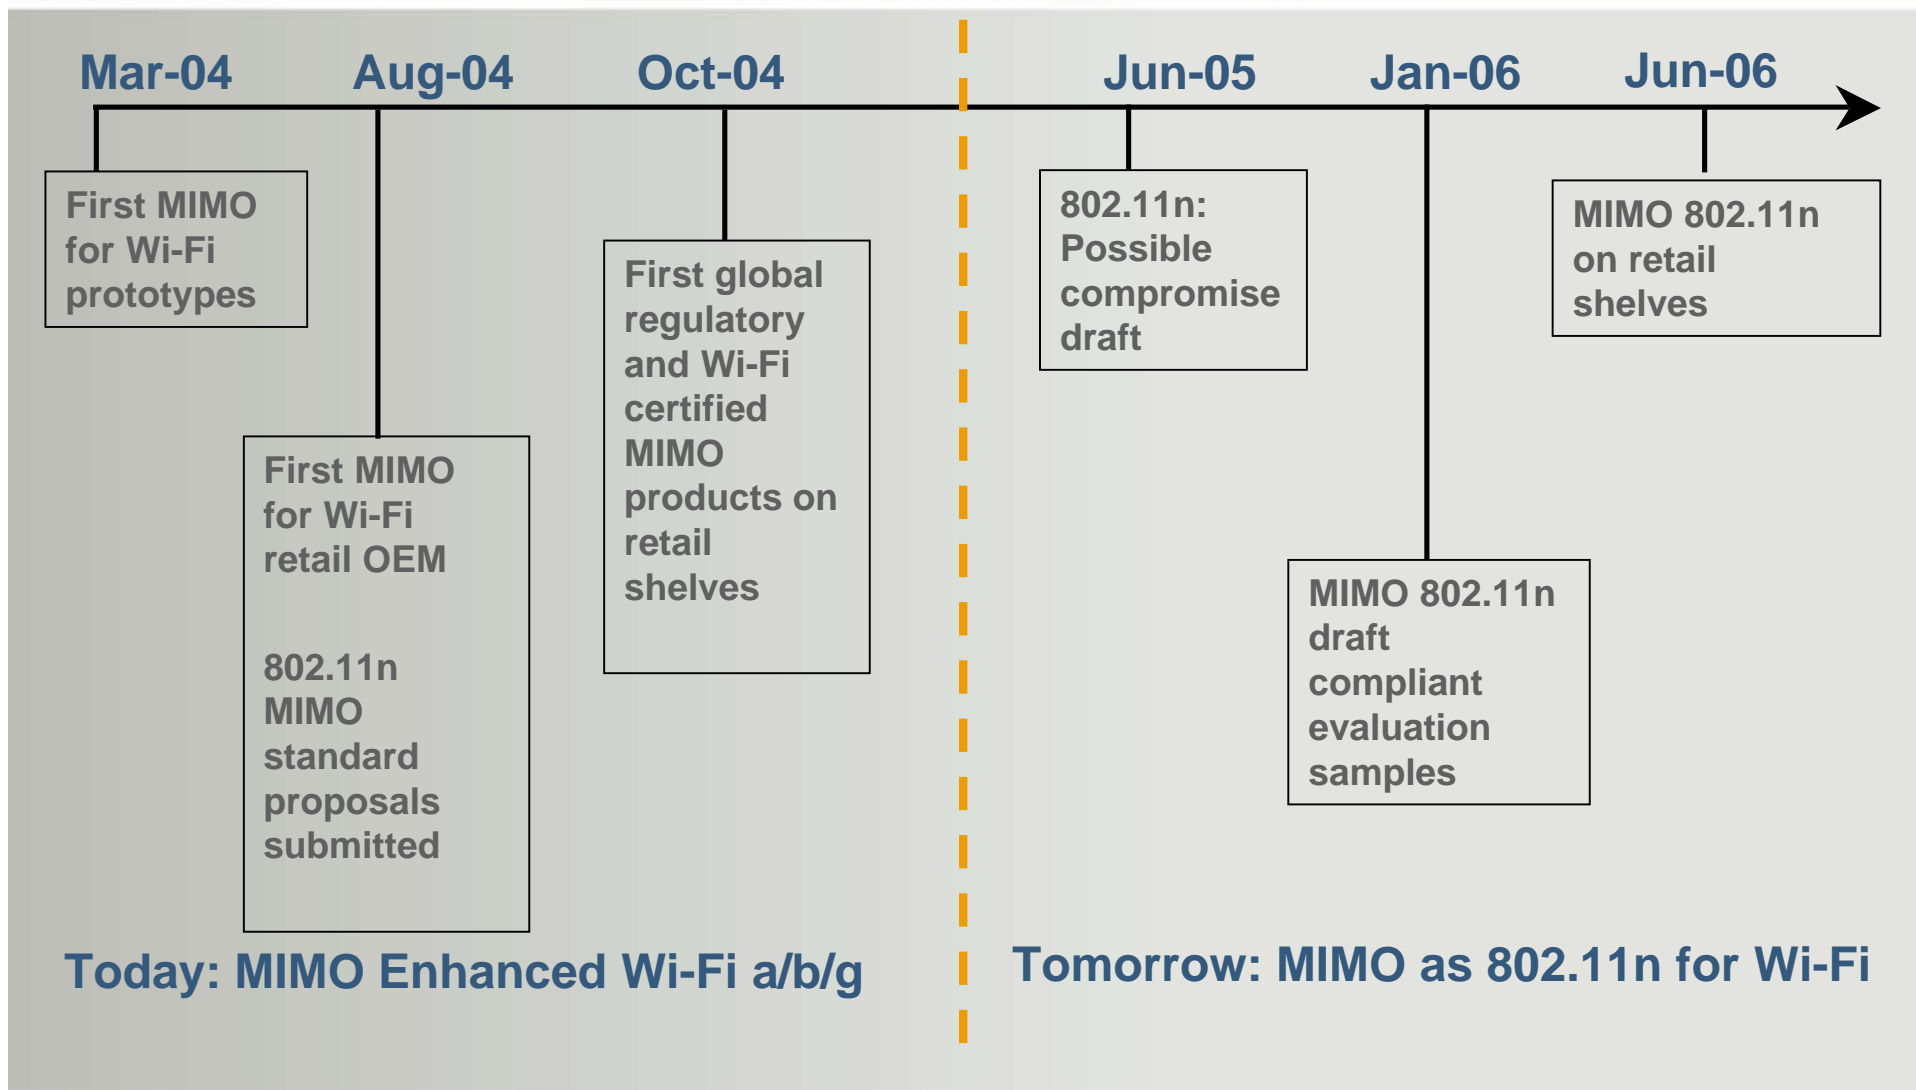 Mar-04
Aug-04
Oct-04
Jun-05
Jan-06
Jun-06
First MIMO
for Wi-Fi
prototypes
First MIMO
for Wi-Fi
retail OEM
802.11n
MIMO
standard
proposals
submitted
First global
regulatory
and Wi-Fi
certified
MIMO
products on
retail
shelves
802.11n:
Possible
compromise
draft
MIMO 802.11n
draft
compliant
evaluation
samples
MIMO 802.11n
on retail
shelves
Today: MIMO Enhanced Wi-Fi a/b/g
Tomorrow: MIMO as 802.11n for Wi-Fi